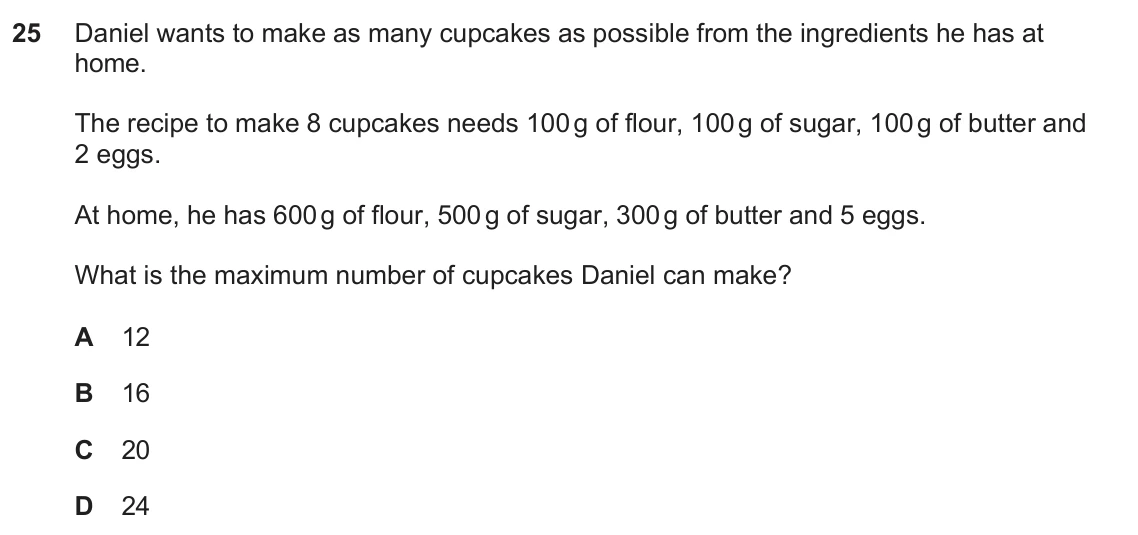 25 Daniel wants to make as many cupcakes as possible from the ingredients he has at
home.
The recipe to make 8 cupcakes needs 100 g of flour, 100 g of sugar, 100 g of butter and
2 eggs.
At home, he has 600 g of flour, 500 g of sugar, 300 g of butter and 5 eggs.
What is the maximum number of cupcakes Daniel can make?
A 12
B 16
C 20
D 24